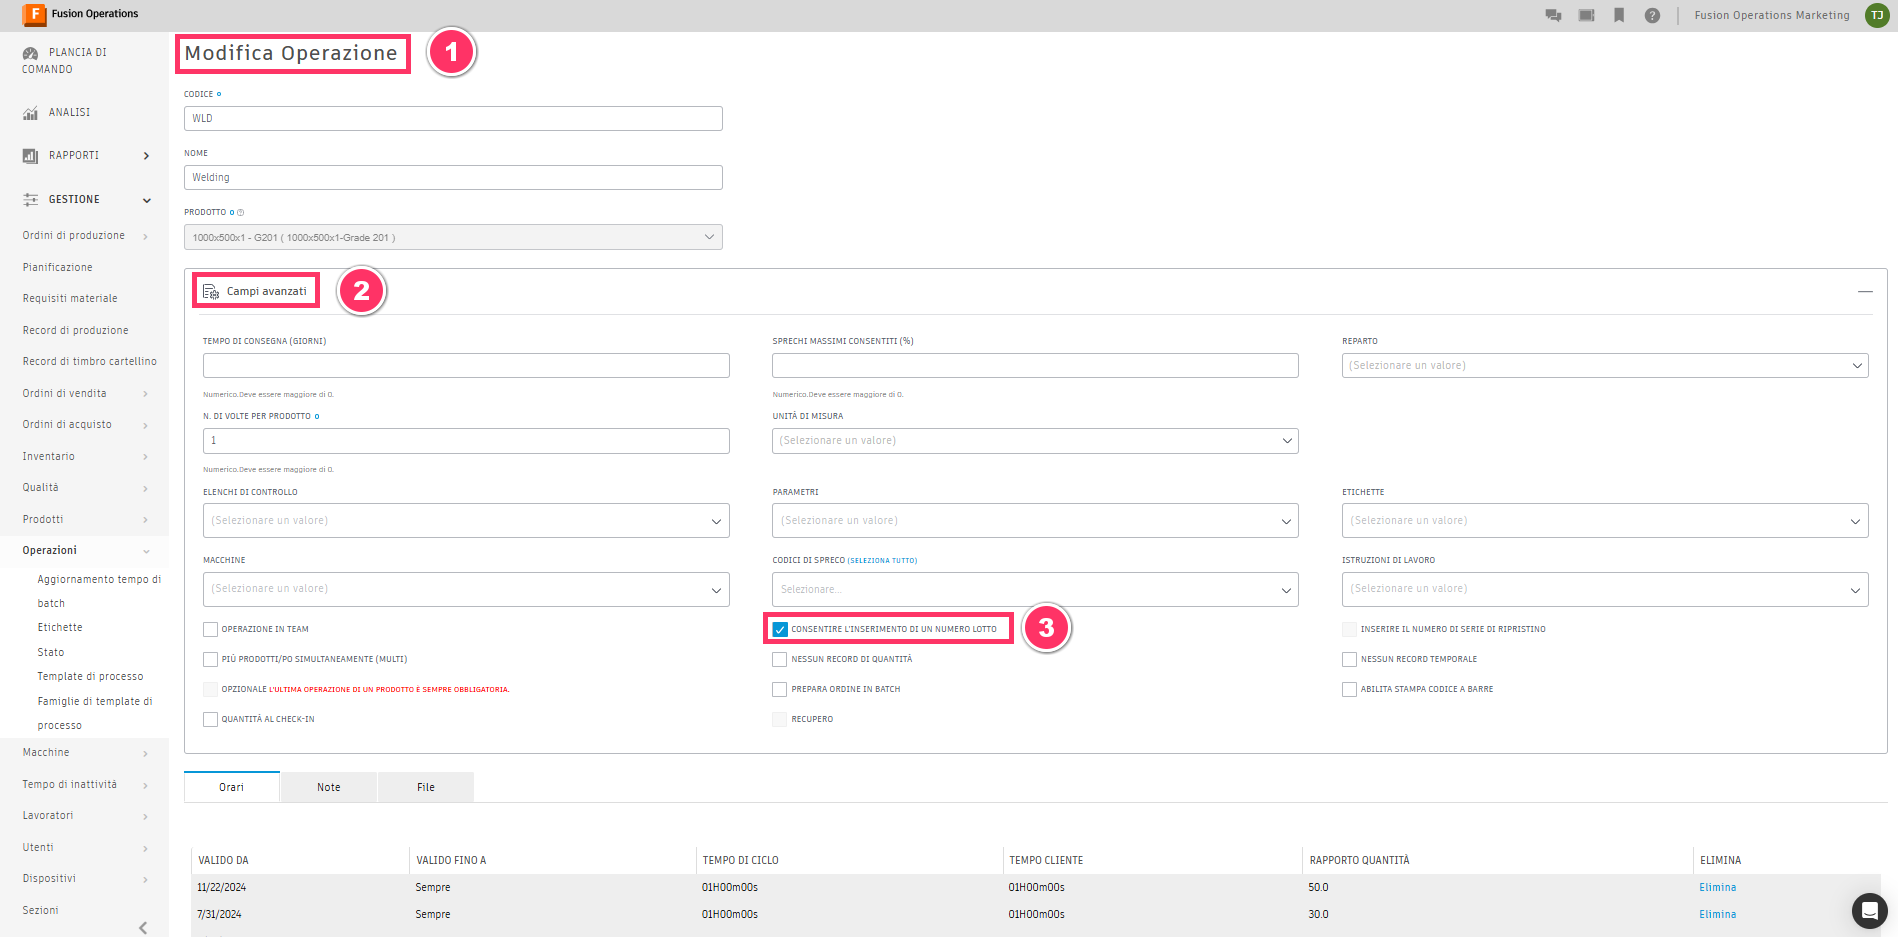 Fusion Operations
Fusion Operations Marketing
TJ
PLANCIA DI
COMANDO
ANALISI
RAPPORTI
GESTIONE
Ordini di produzione
Pianificazione
Requisiti materiale
Record di produzione
Record di timbro cartellino
Ordini di vendita
Ordini di acquisto
Inventario
Qualità
Prodotti
Operazioni
Aggiornamento tempo di
batch
Etichette
Stato
Template di processo
Famiglie di template di
processo
Macchine
Tempo di inattività
Lavoratori
Utenti
Dispositivi
Sezioni
Modifica Operazione
1
CODICE
WLD
NOME
Welding
PRODOTTO
1000x500x1 - G201 ( 1000x500x1-Grade 201 )
Campi avanzati
2
TEMPO DI CONSEGNA (GIORNI)
SPRECHI MASSIMI CONSENTITI (%)
REPARTO
(Selezionare un valore)
Numerico.Deve essere maggiore di 0.
Numerico.Deve essere maggiore di 0.
N. DI VOLTE PER PRODOTTO
UNITÀ DI MISURA
1
(Selezionare un valore)
Numerico.Deve essere maggiore di 0.
ELENCHI DI CONTROLLO
PARAMETRI
ETICHETTE
(Selezionare un valore)
(Selezionare un valore)
(Selezionare un valore)
MACCHINE
CODICI DI SPRECO (SELEZIONA TUTTO)
ISTRUZIONI DI LAVORO
(Selezionare un valore)
Selezionare...
(Selezionare un valore)
OPERAZIONE IN TEAM
CONSENTIRE L'INSERIMENTO DI UN NUMERO LOTTO
3
INSERIRE IL NUMERO DI SERIE DI RIPRISTINO
PIÙ PRODOTTI/PO SIMULTANEAMENTE (MULTI)
NESSUN RECORD DI QUANTITÀ
NESSUN RECORD TEMPORALE
OPZIONALE L'ULTIMA OPERAZIONE DI UN PRODOTTO È SEMPRE OBBLIGATORIA.
PREPARA ORDINE IN BATCH
ABILITA STAMPA CODICE A BARRE
QUANTITÀ AL CHECK-IN
RECUPERO
Orari
Note
File
VALIDO DA
VALIDO FINO A
TEMPO DI CICLO
TEMPO CLIENTE
RAPPORTO QUANTITÀ
ELIMINA
11/22/2024
Sempre
01H00m00s
01H00m00s
50.0
Elimina
7/31/2024
Sempre
01H00m00s
01H00m00s
30.0
Elimina